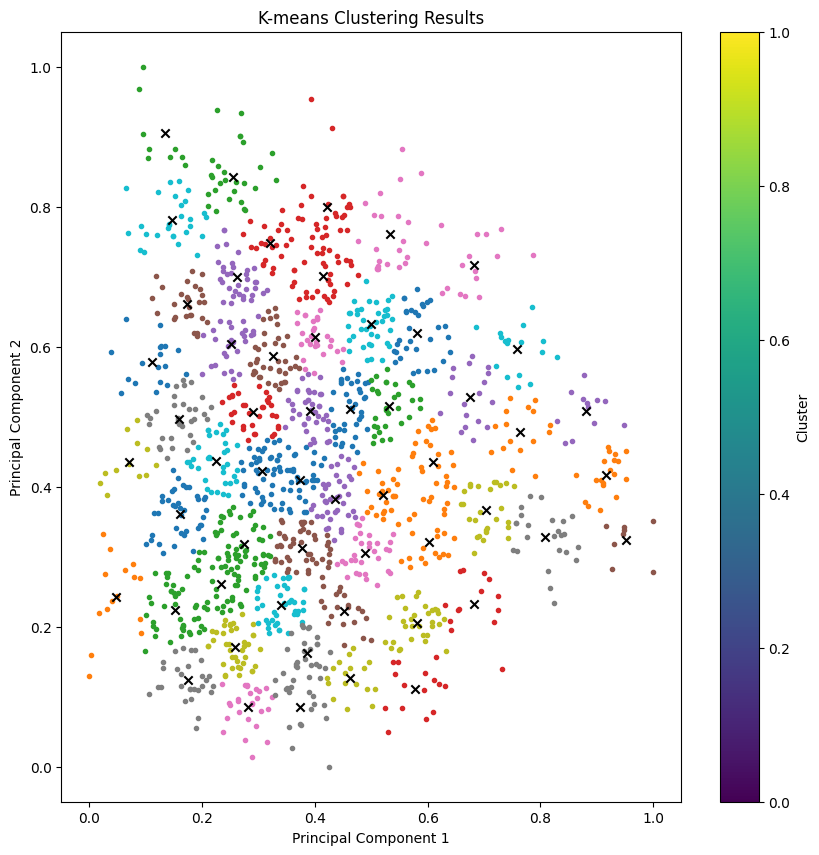 K-means Clustering Results
1.0
0.8
0.6
0.4
0.2
0.0
Principal Component 2
0.0 0.2 0.4 0.6 0.8 1.0
Principal Component 1
1.0
0.8
0.6
0.4
0.2
0.0
Cluster